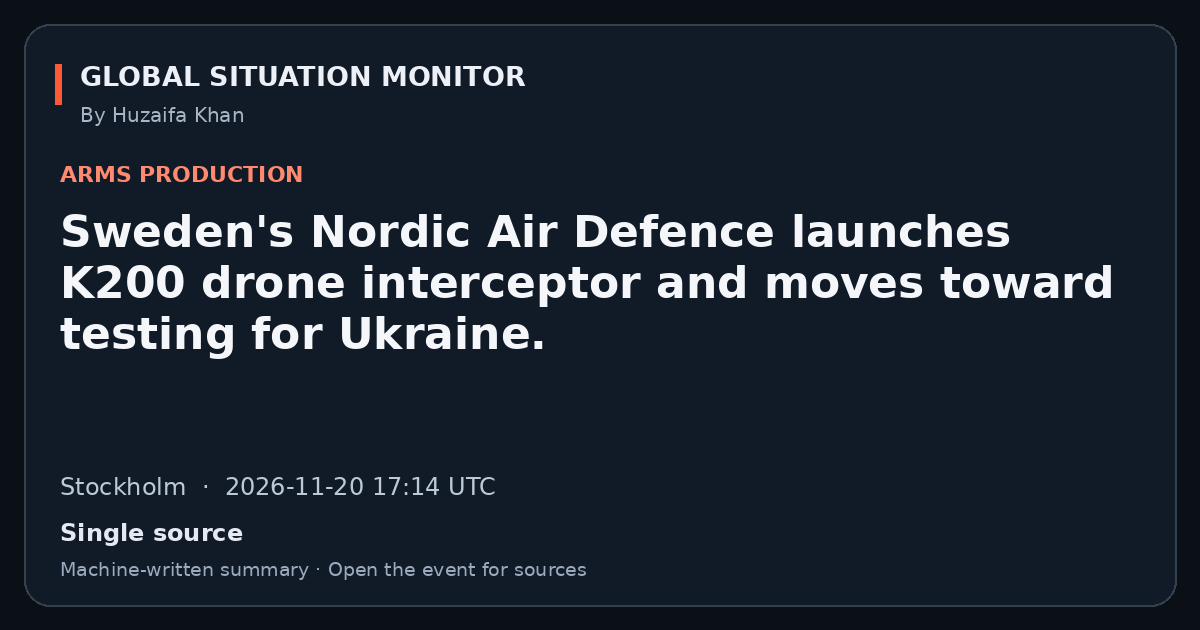 GLOBAL SITUATION MONITOR
By Huzaifa Khan
ARMS PRODUCTION
Sweden's Nordic Air Defence launches
K200 drone interceptor and moves toward
testing for Ukraine.
Stockholm · 2026-11-20 17:14 UTC
Single source
Machine-written summary · Open the event for sources